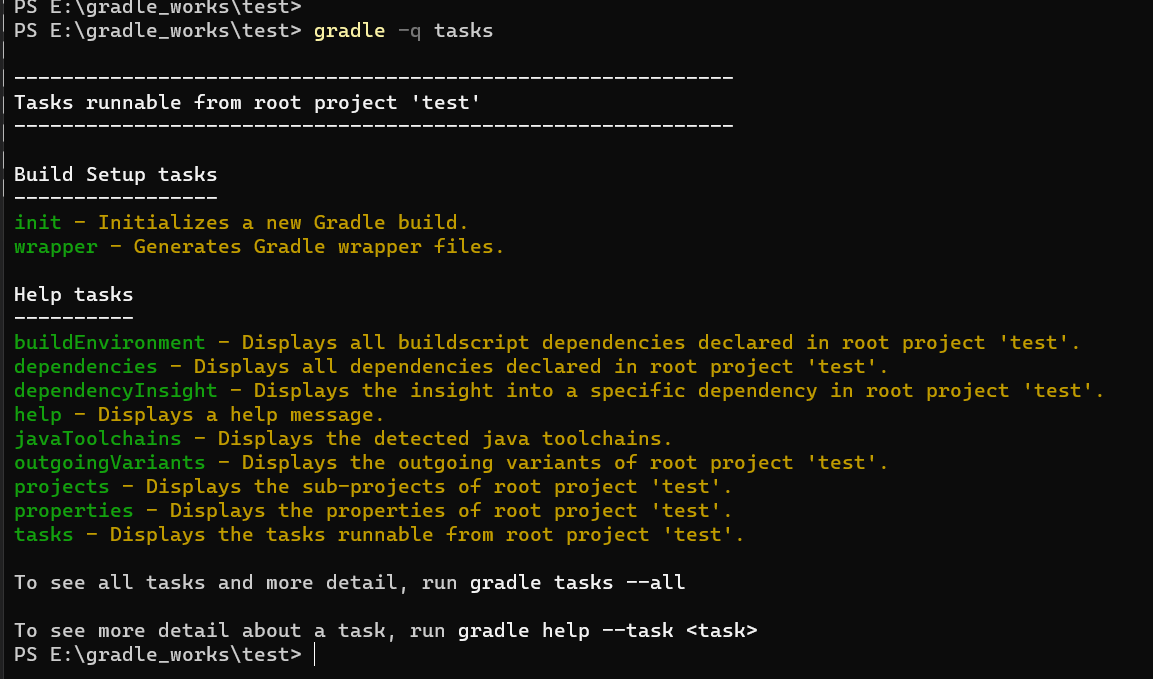 PS E:\gradle_works\test>
PS E:\gradle_works\test> gradle -q tasks
------------------------------------------------------------
Tasks runnable from root project 'test'
------------------------------------------------------------
Build Setup tasks
-----------------
init - Initializes a new Gradle build.
wrapper - Generates Gradle wrapper files.
Help tasks
----------
buildEnvironment - Displays all buildscript dependencies declared in root project 'test'.
dependencies - Displays all dependencies declared in root project 'test'.
dependencyInsight - Displays the insight into a specific dependency in root project 'test'.
help - Displays a help message.
javaToolchains - Displays the detected java toolchains.
outgoingVariants - Displays the outgoing variants of root project 'test'.
projects - Displays the sub-projects of root project 'test'.
properties - Displays the properties of root project 'test'.
tasks - Displays the tasks runnable from root project 'test'.
To see all tasks and more detail, run gradle tasks --all
To see more detail about a task, run gradle help --task <task>
PS E:\gradle_works\test>